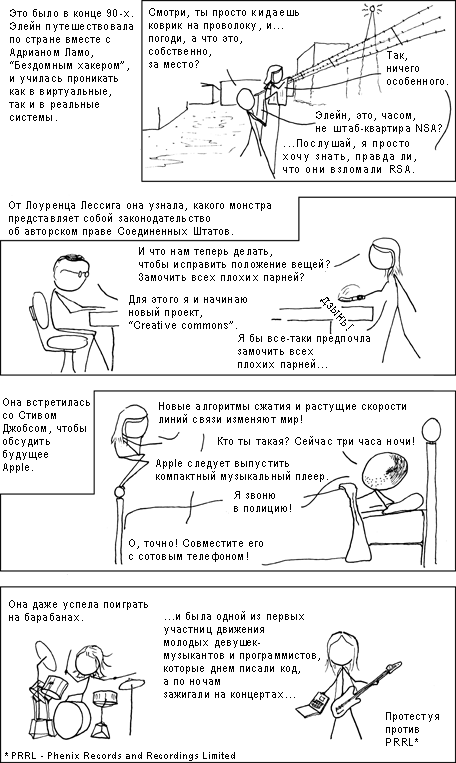 Это было в конце 90-х.
Элейн путешествовала
по стране вместе с
Адрианом Ламо,
"Бездомным хакером",
и училась проникать
как в виртуальные,
так и в реальные
системы.
Смотри, ты просто кидаешь
коврик на проволоку, и...
погоди, а что это,
собственно,
за место?
Так,
ничего
особенного.
Элейн, это, часом,
не штаб-квартира NSA?
...Послушай, я просто
хочу знать, правда ли,
что они взломали RSA.
От Лоуренца Лессига она узнала, какого монстра
представляет собой законодательство
об авторском праве Соединенных Штатов.
И что нам теперь делать,
чтобы исправить положение вещей?
Замочить всех плохих парней?
Для этого я и начинаю
новый проект,
"Creative commons".
ДЗЫНЬ!
Я бы все-таки предпочла
замочить всех
плохих парней...
Она встретилась
со Стивом
Джобсом, чтобы
обсудить
будущее
Apple.
Новые алгоритмы сжатия и растущие скорости
линий связи изменяют мир!
Кто ты такая? Сейчас три часа ночи!
Apple следует выпустить
компактный музыкальный плеер.
Я звоню
в полицию!
О, точно! Совместите его
с сотовым телефоном!
Она даже успела поиграть
на барабанах.
...и была одной из первых
участниц движения
молодых девушек-
музыкантов и программистов,
которые днем писали код,
а по ночам
зажигали на концертах...
Протестуя
против
PRRL*
* PRRL - Phenix Records and Recordings Limited